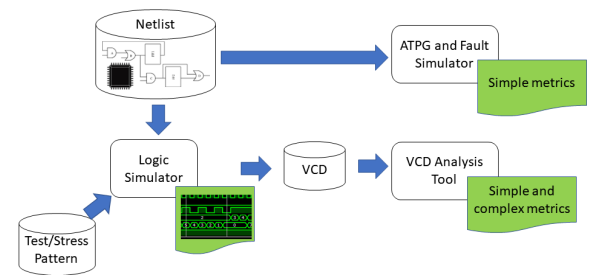 Netlist
ATPG and Fault
Simulator
Simple metrics
Logic
Simulator
VCD
VCD Analysis
Tool
Simple and
complex metrics
Test/Stress
Pattern